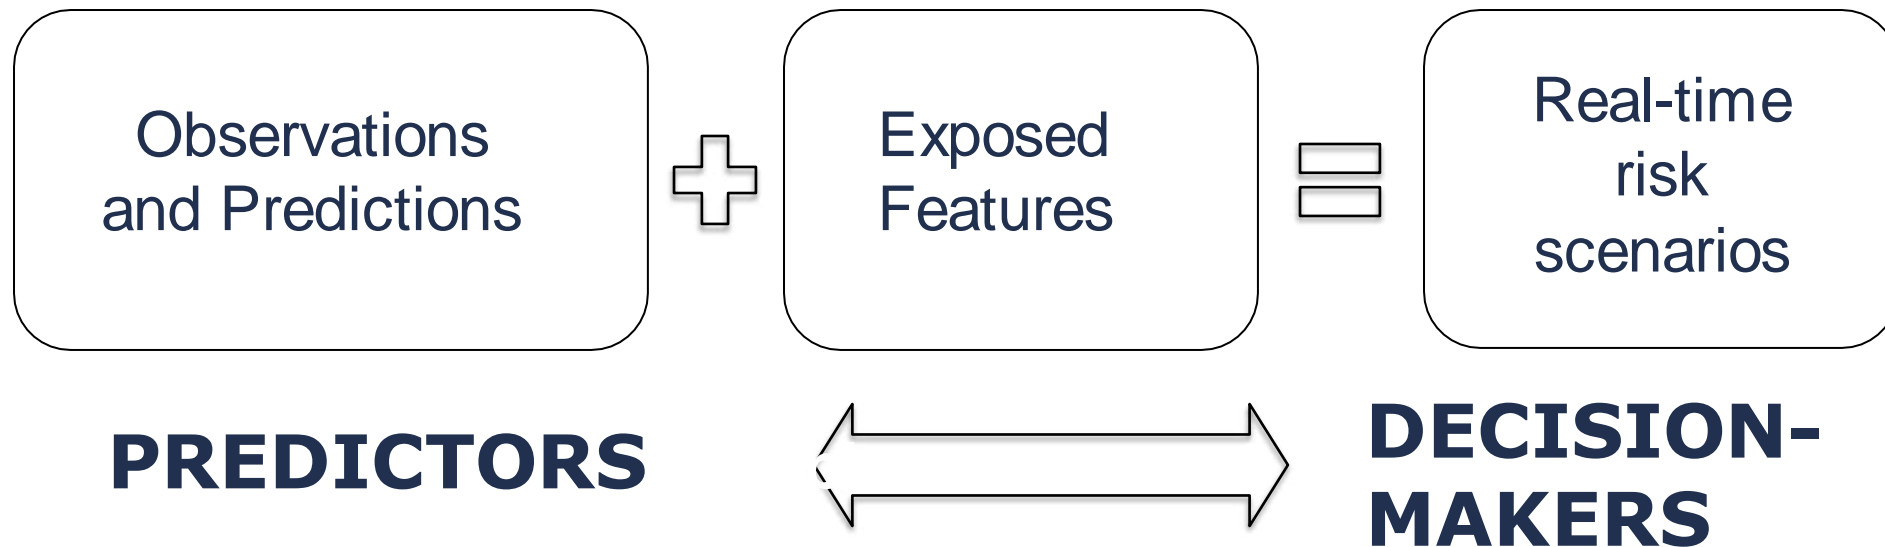 Observations
and Predictions
Exposed
Features
Real-time
risk
scenarios
PREDICTORS
DECISION-
MAKERS